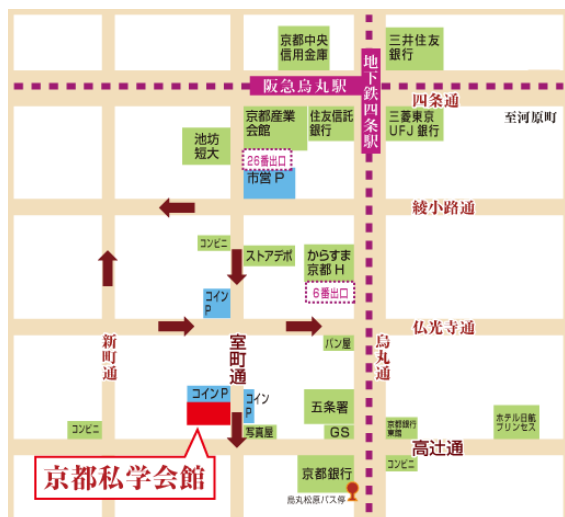 京都中央
信用金庫
三井住友
銀行
地下鉄四条駅
阪急烏丸駅
四条通
京都産業
会館
住友信託
銀行
三菱東京
UFJ 銀行
至河原町
池坊
短大
26番出口
市営 P
綾小路通
コンビニ
ストアデポ
からすま
京都 H
6番出口
コイン
P
仏光寺通
新町通
室町通
パン屋
烏丸通
コインP
コイン
P
五条署
京都銀行
東館
ホテル日航
プリンセス
コンビニ
写真屋
GS
高辻通
京都私学会館
京都銀行
コンビニ
烏丸松原バス停